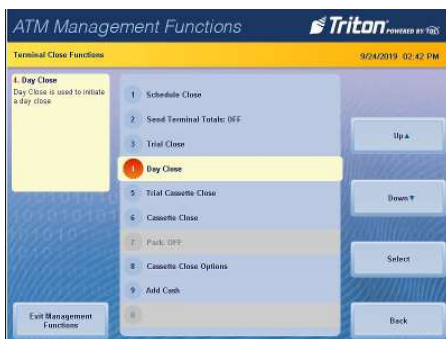 ATM Management Functions
Triton POWERED BY TDS
Terminal Close Functions
9/24/2019 02:42 PM
4. Day Close
Day Close is used to initiate
a day close.
1 Schedule Close
2 Send Terminal Totals: OFF
3 Trial Close
4 Day Close
5 Trial Cassette Close
6 Cassette Close
7 Park: OFF
8 Cassette Close Options
9 Add Cash
Up▲
Down▼
Select
Back
Exit Management
Functions